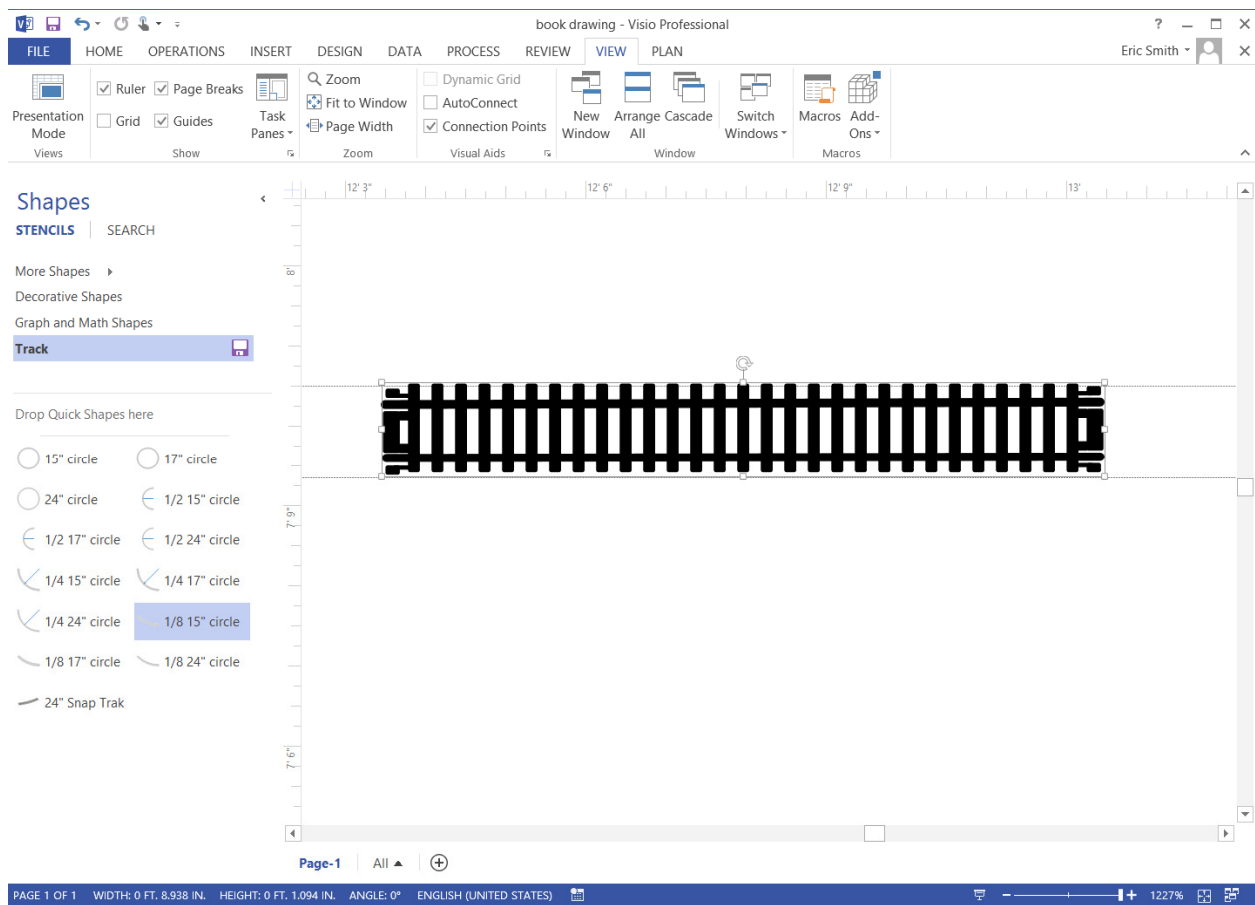 book drawing - Visio Professional
?
FILE HOME OPERATIONS INSERT DESIGN DATA PROCESS REVIEW VIEW PLAN Eric Smith
Presentation Mode
Views
Ruler Page Breaks
Grid Guides
Task Panes
Show
Zoom
Fit to Window
Page Width
Zoom
Dynamic Grid
AutoConnect
Connection Points
Visual Aids
New Window
Arrange All
Cascade
Switch Windows
Window
Macros
Add-Ons
Macros
Shapes
STENCILS SEARCH
More Shapes
Decorative Shapes
Graph and Math Shapes
Track
Drop Quick Shapes here
15" circle 17" circle
24" circle 1/2 15" circle
1/2 17" circle 1/2 24" circle
1/4 15" circle 1/4 17" circle
1/4 24" circle 1/8 15" circle
1/8 17" circle 1/8 24" circle
24" Snap Trak
12' 3" 12' 6" 12' 9" 13'
8'
7' 9"
7' 6"
Page-1 All
PAGE 1 OF 1 WIDTH: 0 FT. 8.938 IN. HEIGHT: 0 FT. 1.094 IN. ANGLE: 0° ENGLISH (UNITED STATES) 1227%